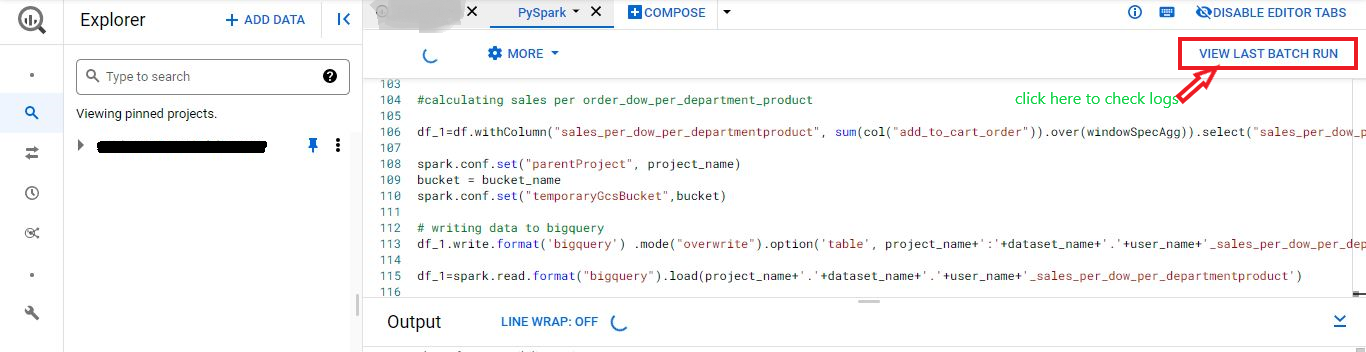 Explorer
+ ADD DATA
PySpark
COMPOSE
DISABLE EDITOR TABS
MORE
VIEW LAST BATCH RUN
Type to search
Viewing pinned projects.
click here to check logs
103
104 #calculating sales per order_dow_per_department_product
105
106 df_1=df.withColumn("sales_per_dow_per_departmentproduct", sum(col("add_to_cart_order")).over(windowSpecAgg)).select("sales_per_dow_p
107
108 spark.conf.set("parentProject", project_name)
109 bucket = bucket_name
110 spark.conf.set("temporaryGcsBucket",bucket)
111
112 # writing data to bigquery
113 df_1.write.format('bigquery') .mode("overwrite").option('table', project_name+':'+dataset_name+'.'+user_name+'_sales_per_dow_per_dep
114
115 df_1=spark.read.format("bigquery").load(project_name+'.'+dataset_name+'.'+user_name+'_sales_per_dow_per_departmentproduct')
116
Output
LINE WRAP: OFF